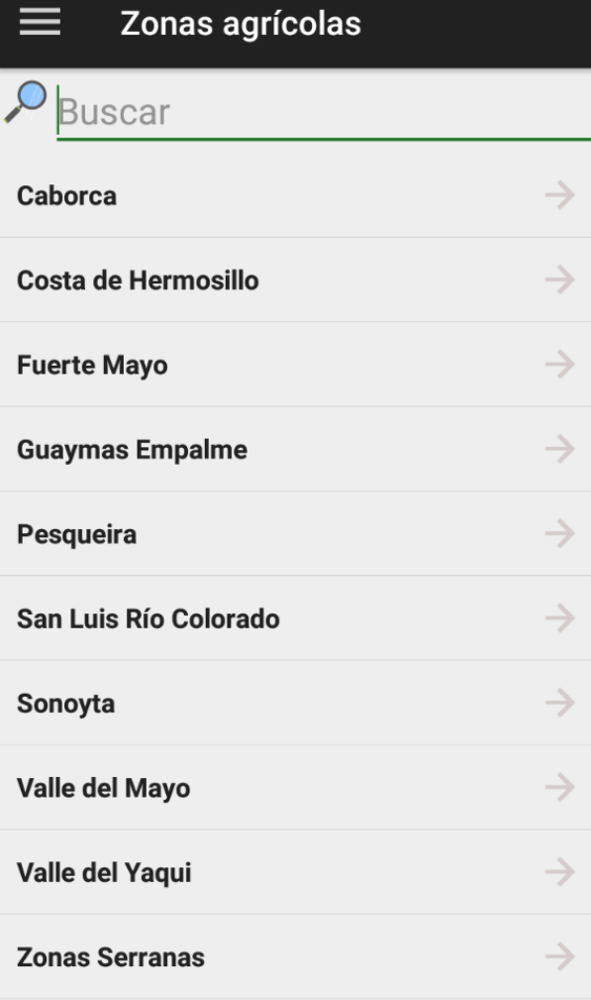 Zonas agrícolas
Buscar
Caborca
Costa de Hermosillo
Fuerte Mayo
Guaymas Empalme
Pesqueira
San Luis Río Colorado
Sonoyta
Valle del Mayo
Valle del Yaqui
Zonas Serranas